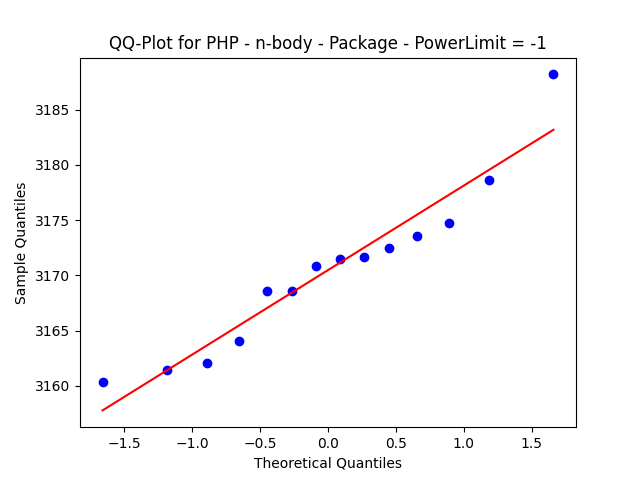 QQ-Plot for PHP - n-body - Package - PowerLimit = -1
Sample Quantiles
3185
3180
3175
3170
3165
3160
−1.5 −1.0 −0.5 0.0 0.5 1.0 1.5
Theoretical Quantiles